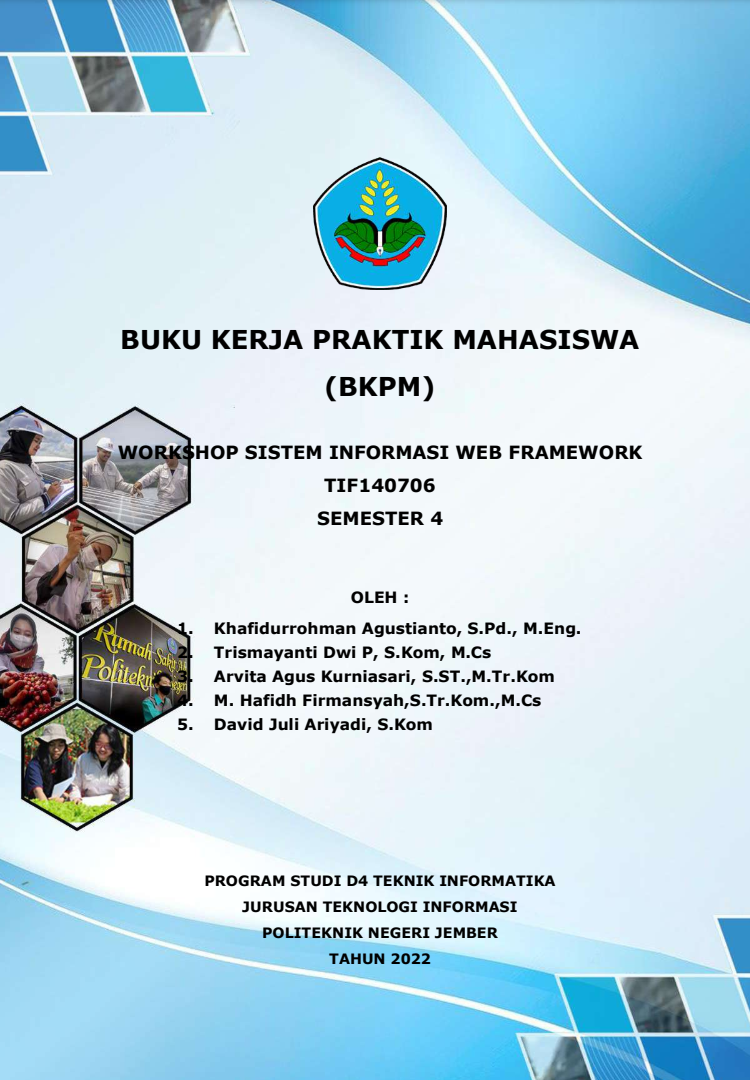 BUKU KERJA PRAKTIK MAHASISWA
(BKPM)
WORKSHOP SISTEM INFORMASI WEB FRAMEWORK
TIF140706
SEMESTER 4
OLEH :
1. Khafidurrohman Agustianto, S.Pd., M.Eng.
2. Trismayanti Dwi P, S.Kom, M.Cs
3. Arvita Agus Kurniasari, S.ST.,M.Tr.Kom
4. M. Hafidh Firmansyah,S.Tr.Kom.,M.Cs
5. David Juli Ariyadi, S.Kom
Rumah
PROGRAM STUDI D4 TEKNIK INFORMATIKA
JURUSAN TEKNOLOGI INFORMASI
POLITEKNIK NEGERI JEMBER
TAHUN 2022